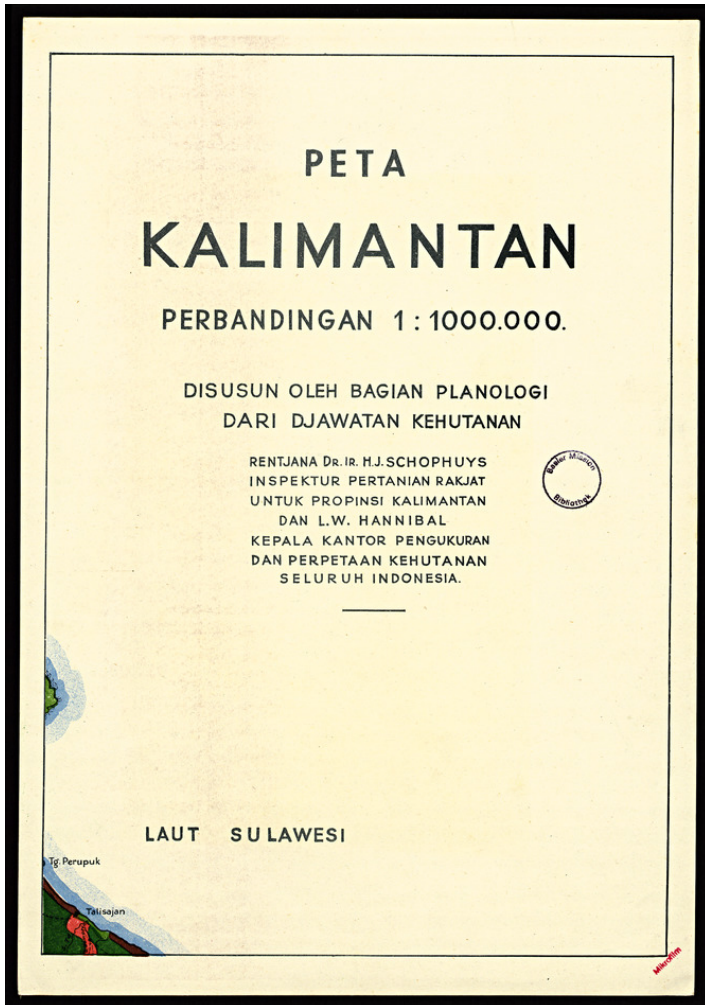 PETA
KALIMANTAN
PERBANDINGAN 1 : 1000.000.
DISUSUN OLEH BAGIAN PLANOLOGI
DARI DJAWATAN KEHUTANAN
RENTJANA DR. IR. H.J. SCHOPHUYS
INSPEKTUR PERTANIAN RAKJAT
UNTUK PROPINSI KALIMANTAN
DAN L.W. HANNIBAL
KEPALA KANTOR PENGUKURAN
DAN PERPETAAN KEHUTANAN
SELURUH INDONESIA.
Basler Mission
Bibliothek
LAUT SULAWESI
Tg. Perupuk
Talisajan
Mikrofilm